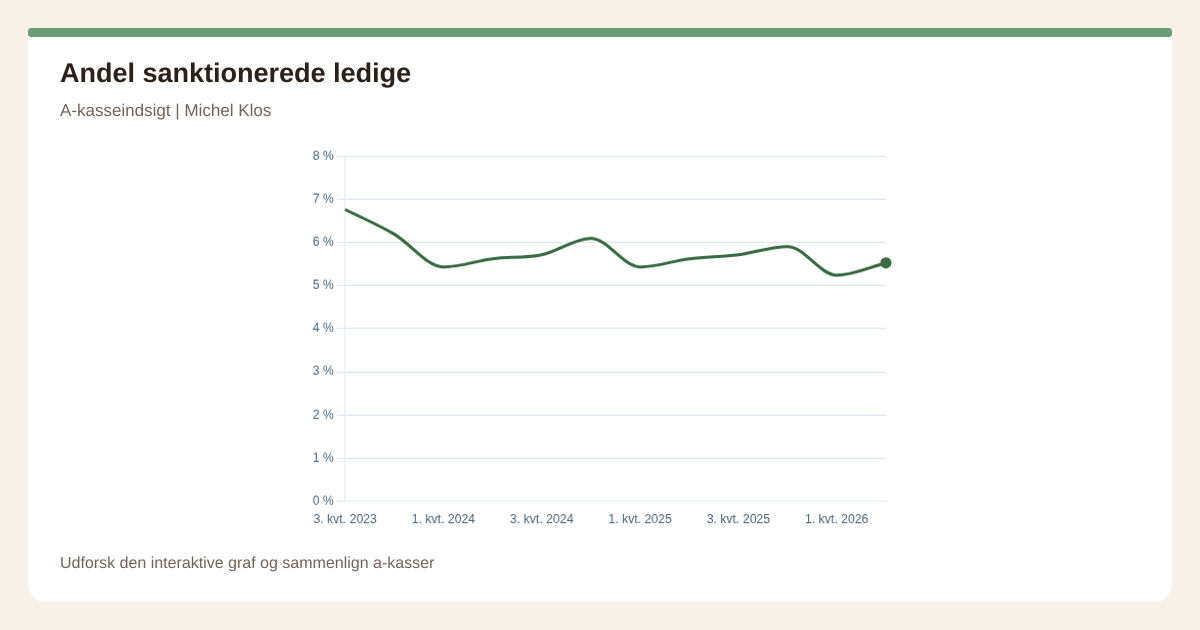 Andel sanktionerede ledige
A-kasseindsigt | Michel Klos
8 %
7 %
6 %
5 %
4 %
3 %
2 %
1 %
0 %
3. kvt. 2023 1. kvt. 2024 3. kvt. 2024 1. kvt. 2025 3. kvt. 2025 1. kvt. 2026
Udforsk den interaktive graf og sammenlign a-kasser